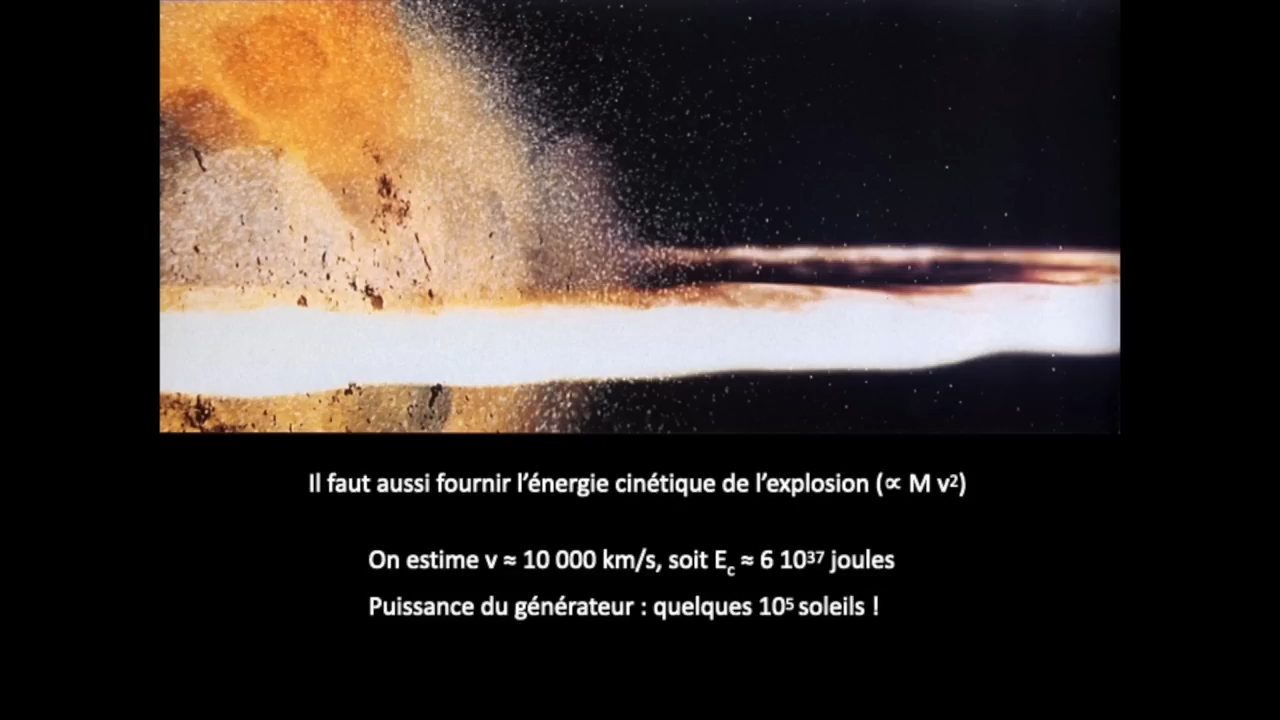 Il faut aussi fournir l’énergie cinétique de l’explosion (∝ M v²)
On estime v ≈ 10 000 km/s, soit E꜀ ≈ 6 10³⁷ joules
Puissance du générateur : quelques 10⁵ soleils !